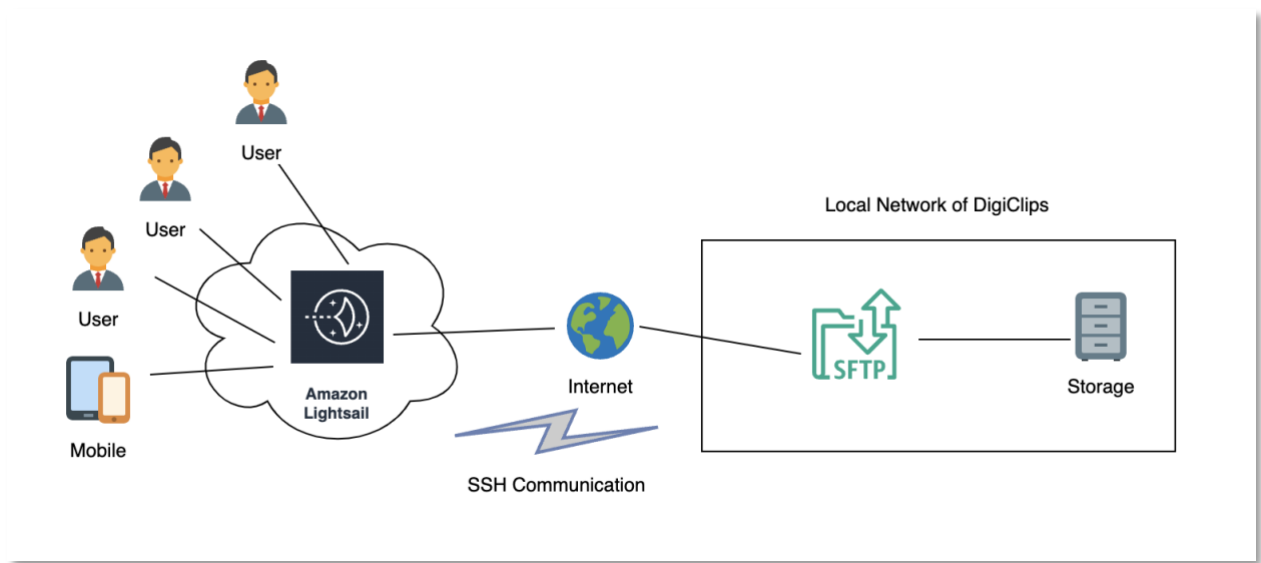 User
User
User
Mobile
Amazon
Lightsail
Internet
SSH Communication
Local Network of DigiClips
SFTP
Storage